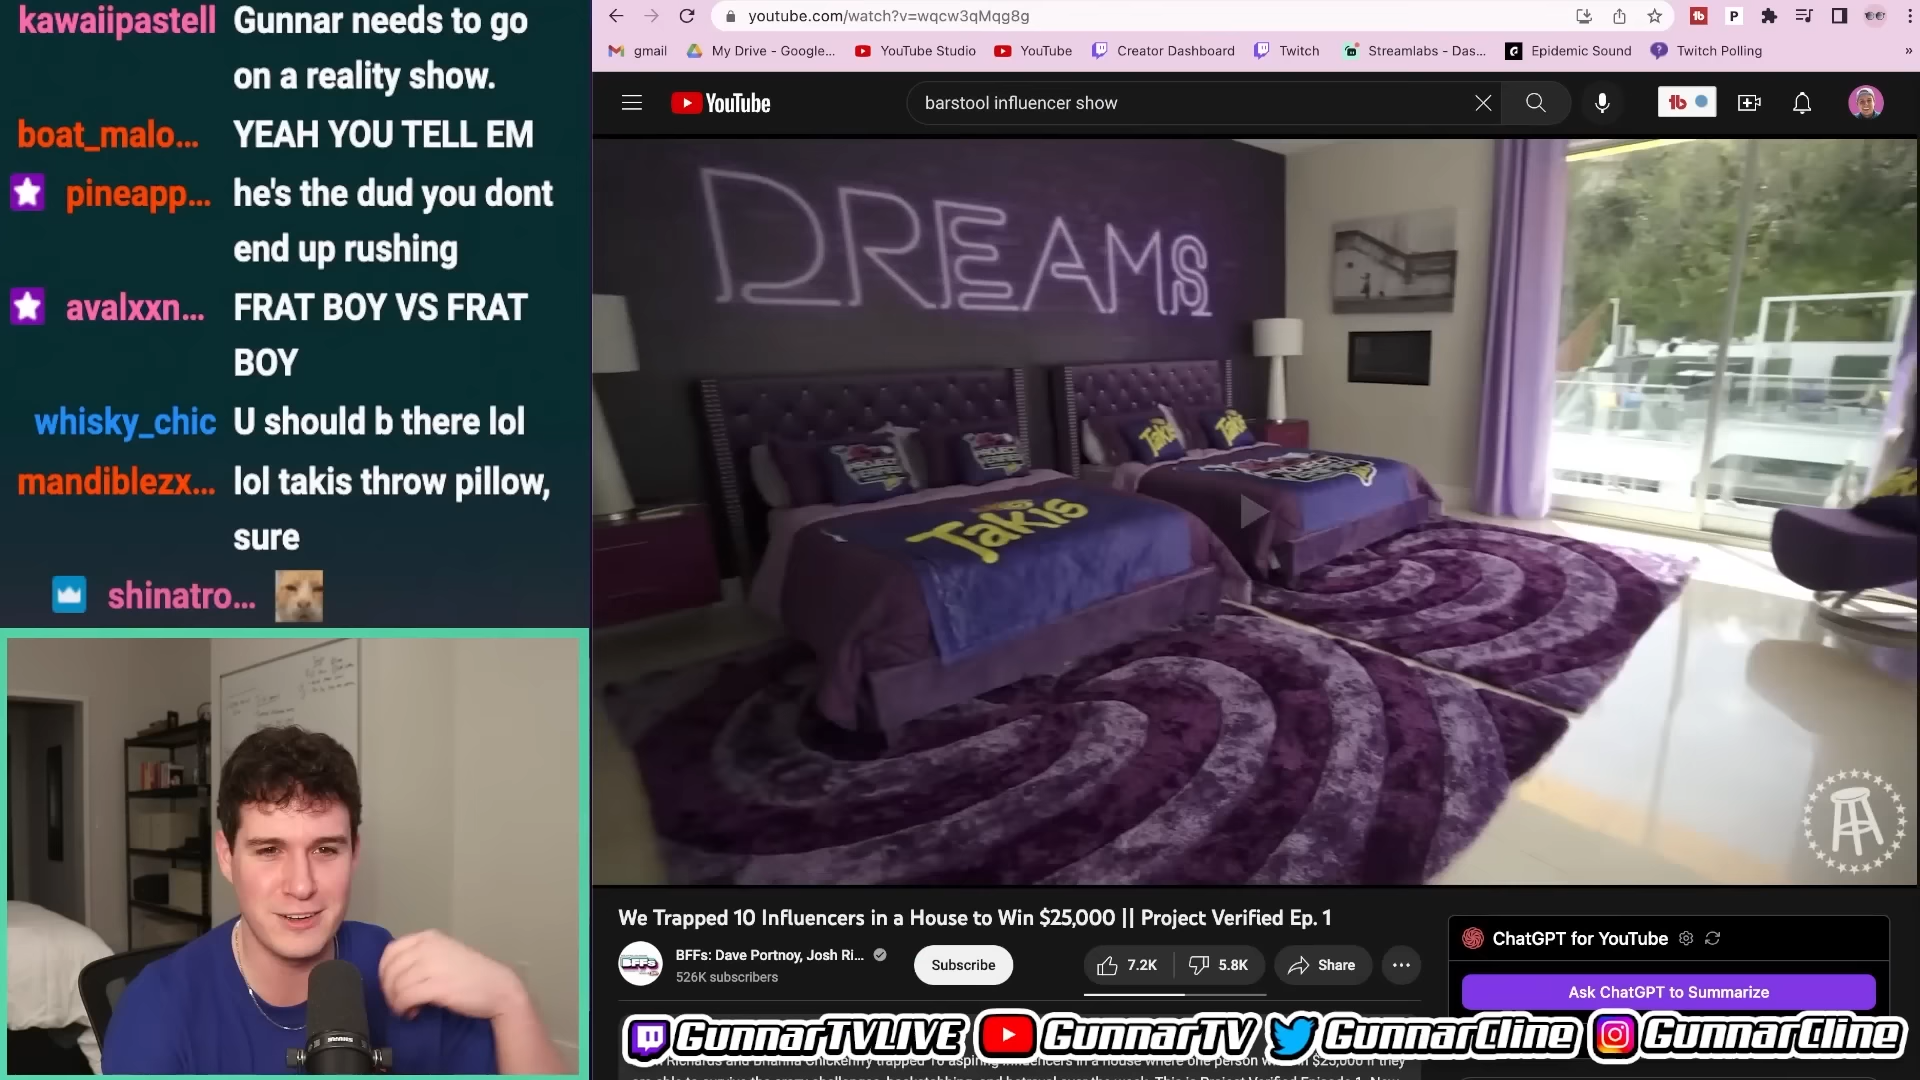 kawaiipastell Gunnar needs to go
on a reality show.
boat_malo... YEAH YOU TELL EM
pineapp... he's the dud you dont
end up rushing
avalxxn... FRAT BOY VS FRAT
BOY
whisky_chic U should b there lol
mandiblezx... lol takis throw pillow,
sure
shinatro...
youtube.com/watch?v=wqcw3qMqg8g
gmail My Drive - Google... YouTube Studio YouTube Creator Dashboard Twitch Streamlabs - Das... Epidemic Sound Twitch Polling »
YouTube
barstool influencer show
tb
P
DREAMS
Takis
Takis
Takis
We Trapped 10 Influencers in a House to Win $25,000 || Project Verified Ep. 1
BFFs
BFFs: Dave Portnoy, Josh Ri...
526K subscribers
Subscribe
7.2K
5.8K
Share
ChatGPT for YouTube
Ask ChatGPT to Summarize
GunnarTVLIVE GunnarTV GunnarCline GunnarCline